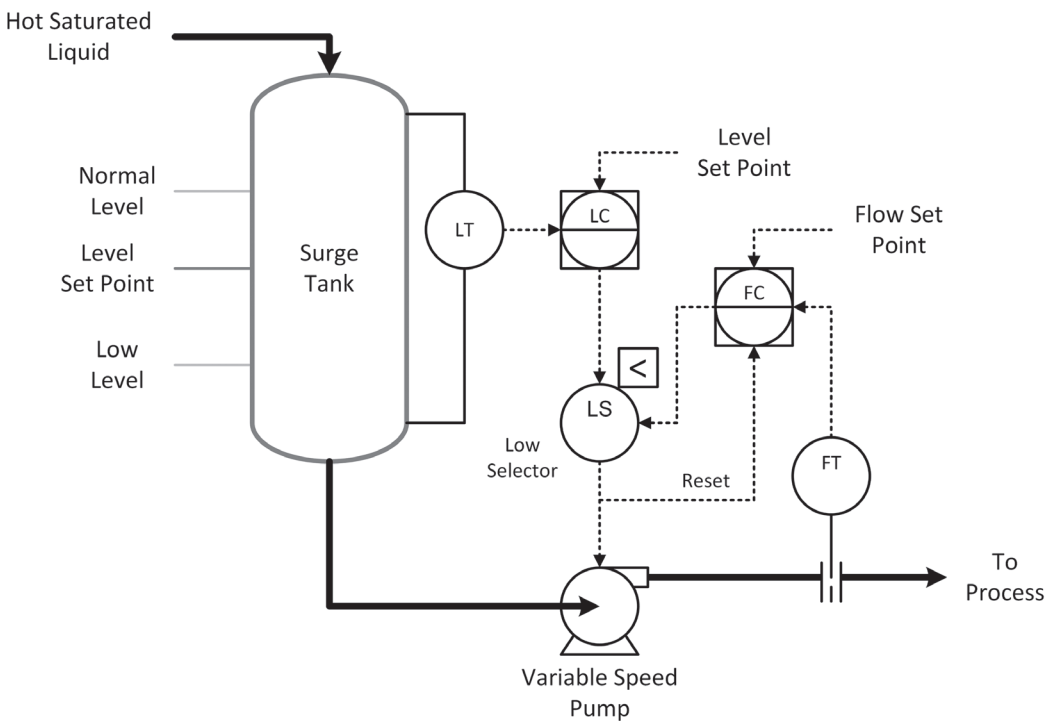 Hot Saturated
Liquid
Normal
Level
Level
Set Point
Low
Level
Surge
Tank
LT
Level
Set Point
LC
Flow Set
Point
FC
<
LS
Low
Selector
Reset
FT
To
Process
Variable Speed
Pump